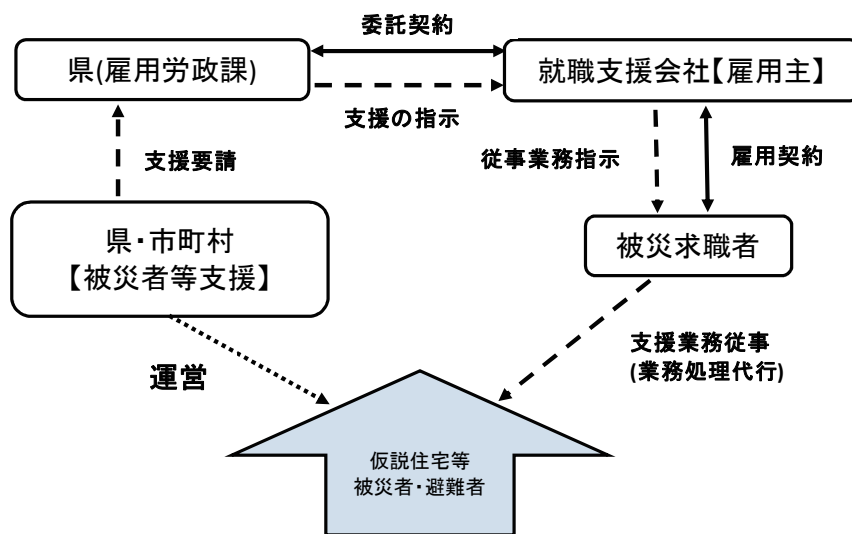 委託契約
県(雇用労政課)
就職支援会社【雇用主】
支援の指示
支援要請
従事業務指示
雇用契約
県・市町村
【被災者等支援】
被災求職者
運営
支援業務従事
(業務処理代行)
仮説住宅等
被災者・避難者